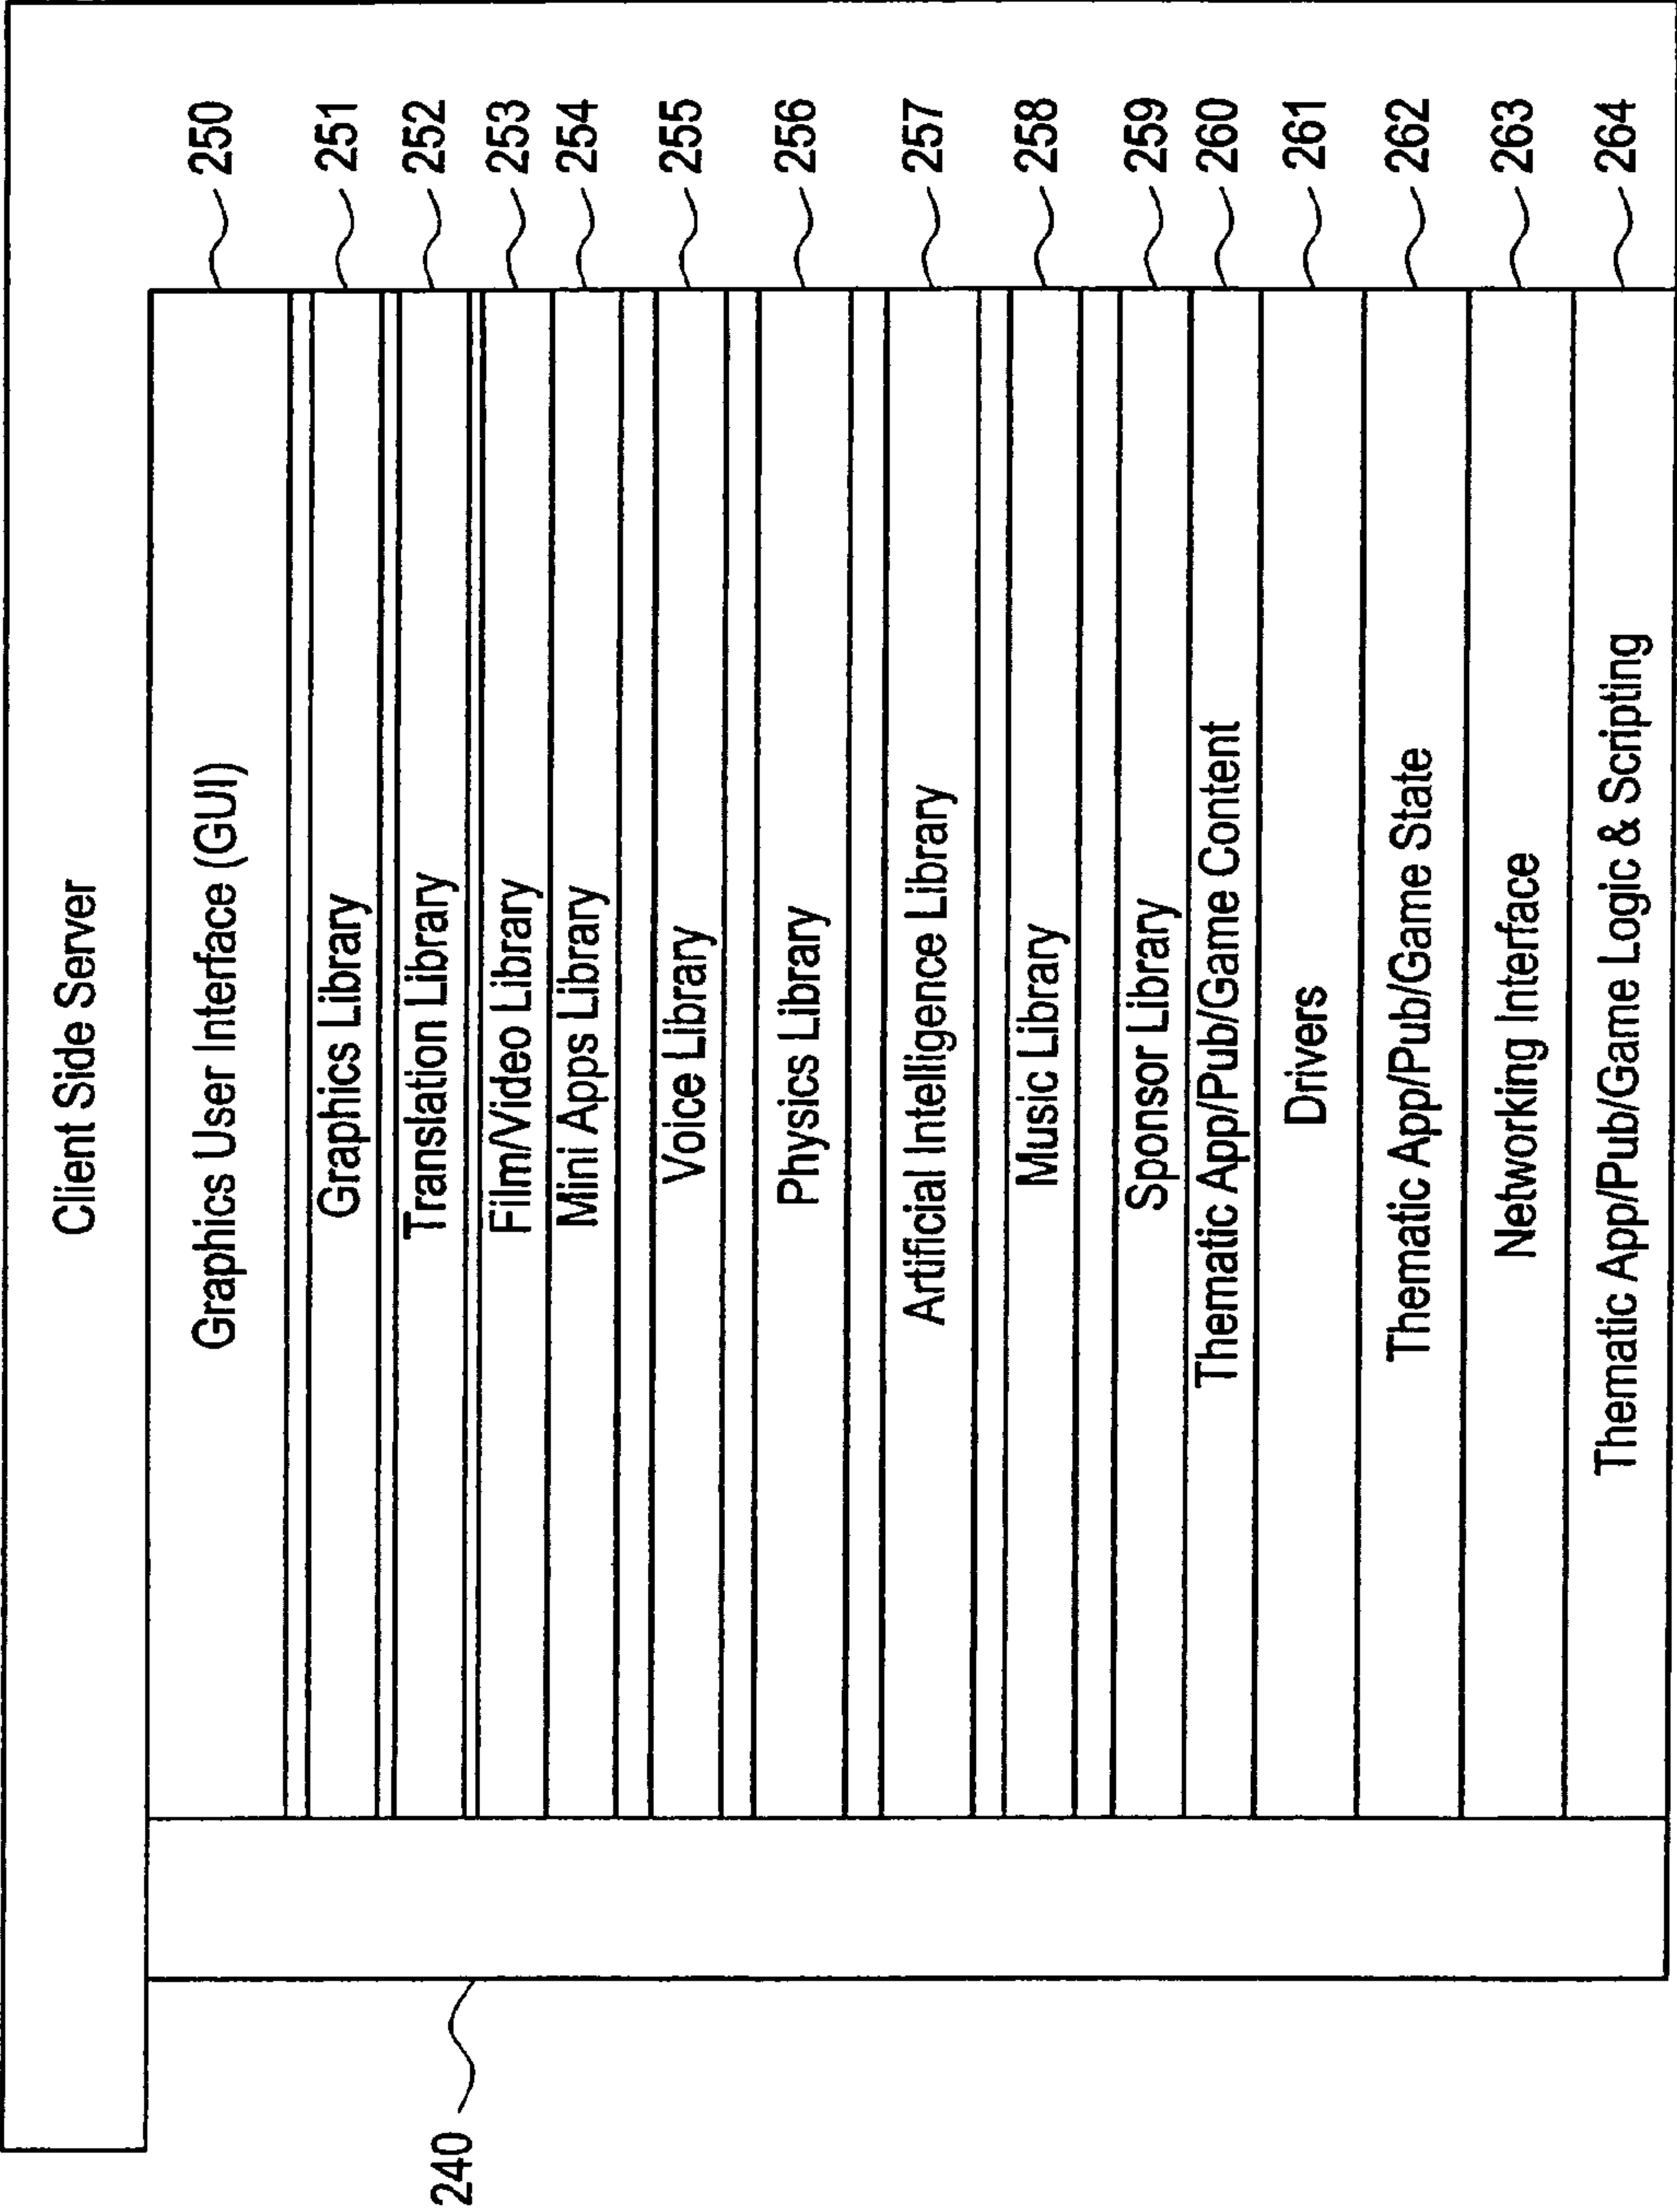 Client Side Server
Graphics User Interface (GUI)
250
Graphics Library
251
Translation Library
252
Film/Video Library
253
Mini Apps Library
254
Voice Library
255
Physics Library
256
Artificial Intelligence Library
257
Music Library
258
Sponsor Library
259
Thematic App/Pub/Game Content
260
Drivers
261
Thematic App/Pub/Game State
262
Networking Interface
263
Thematic App/Pub/Game Logic & Scripting
264
240